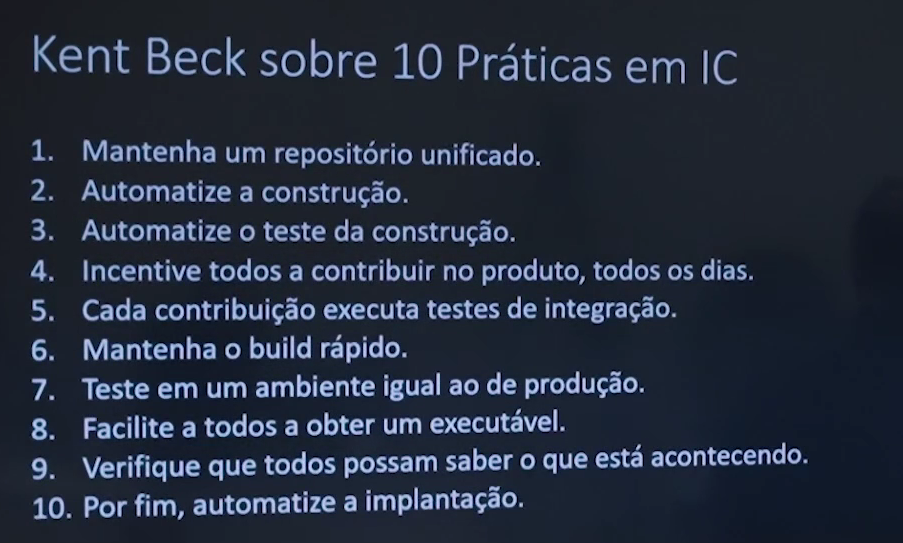 Kent Beck sobre 10 Práticas em IC
1. Mantenha um repositório unificado.
2. Automatize a construção.
3. Automatize o teste da construção.
4. Incentive todos a contribuir no produto, todos os dias.
5. Cada contribuição executa testes de integração.
6. Mantenha o build rápido.
7. Teste em um ambiente igual ao de produção.
8. Facilite a todos a obter um executável.
9. Verifique que todos possam saber o que está acontecendo.
10. Por fim, automatize a implantação.